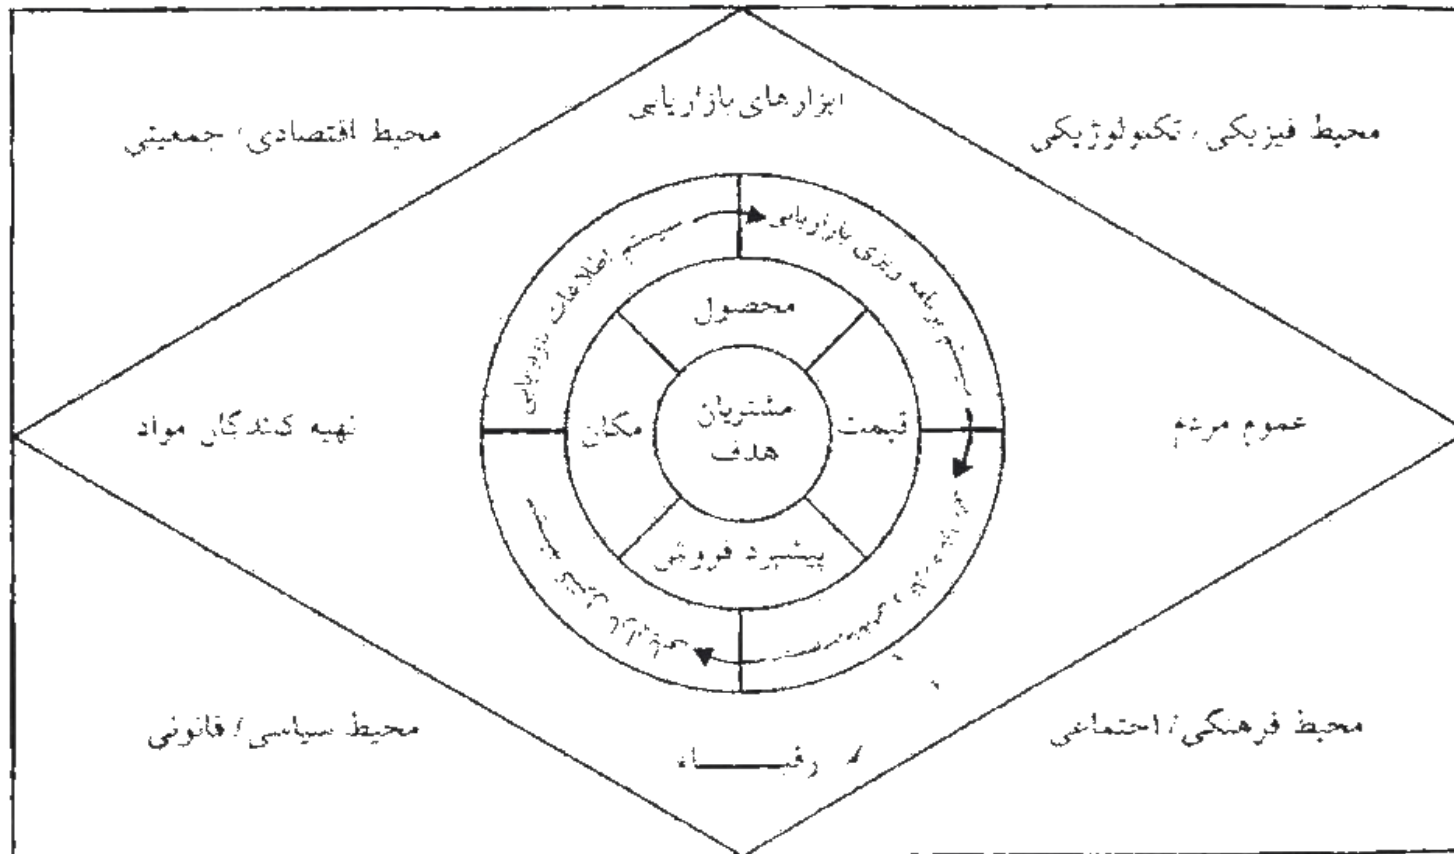 ابزارهای بازاریابی
محیط فیزیکی / تکنولوژیکی
محیط اقتصادی / جمعیتی
سیستم برنامه ریزی بازاریابی
سیستم اطلاعات بازاریابی
محصول
عموم مردم
قیمت
مشتریان
هدف
مکان
تهیه کنندگان مواد
پیشبرد فروش
محیط فرهنگی / اجتماعی
محیط سیاسی / قانونی
رقبـــاء